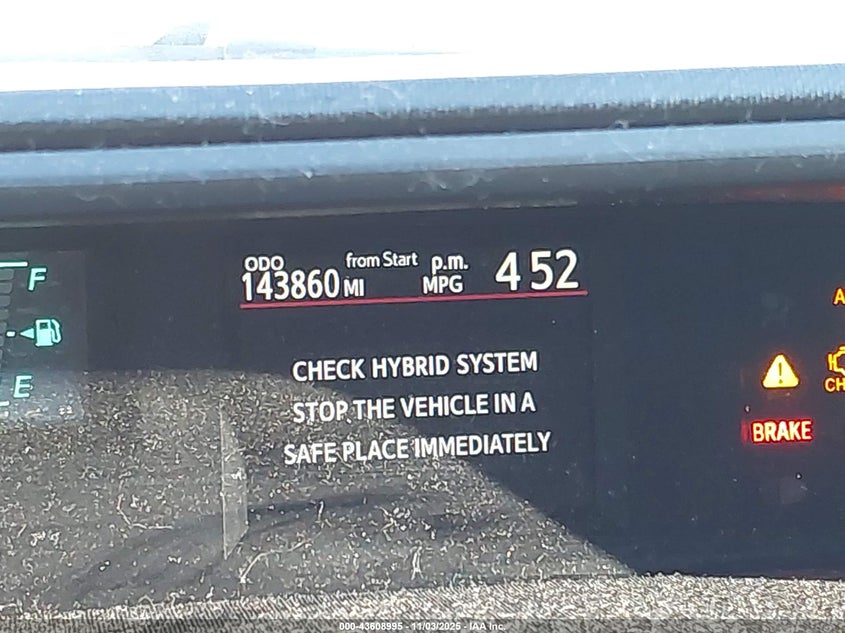 ODO from Start p.m. 4 52
143860 MI MPG
F
E
CHECK HYBRID SYSTEM
STOP THE VEHICLE IN A
SAFE PLACE IMMEDIATELY
A
CH
BRAKE
000-43608995 - 11/03/2025 - IAA Inc.